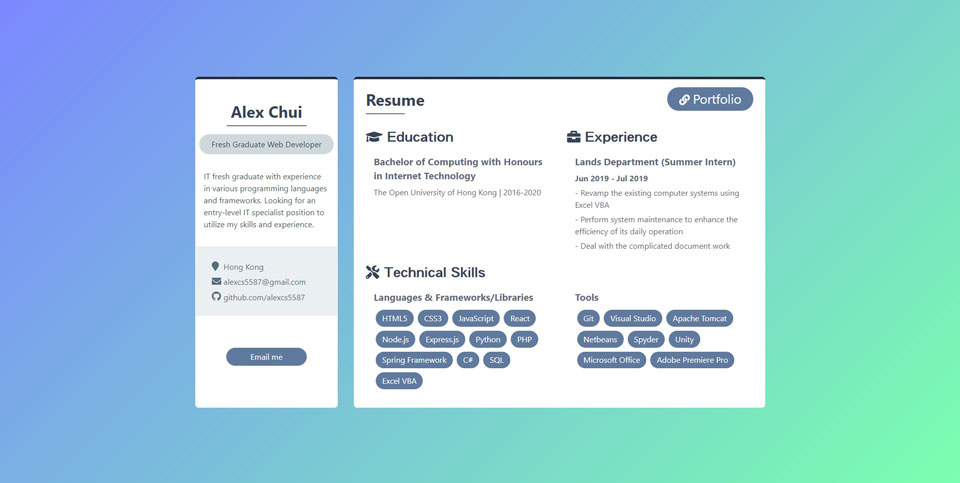 Alex Chui
Fresh Graduate Web Developer
IT fresh graduate with experience
in various programming languages
and frameworks. Looking for an
entry-level IT specialist position to
utilize my skills and experience.
Hong Kong
alexcs5587@gmail.com
github.com/alexcs5587
Email me
Resume
Portfolio
Education
Bachelor of Computing with Honours
in Internet Technology
The Open University of Hong Kong | 2016-2020
Experience
Lands Department (Summer Intern)
Jun 2019 - Jul 2019
- Revamp the existing computer systems using
Excel VBA
- Perform system maintenance to enhance the
efficiency of its daily operation
- Deal with the complicated document work
Technical Skills
Languages & Frameworks/Libraries
HTML5 CSS3 JavaScript React
Node.js Express.js Python PHP
Spring Framework C# SQL
Excel VBA
Tools
Git Visual Studio Apache Tomcat
Netbeans Spyder Unity
Microsoft Office Adobe Premiere Pro